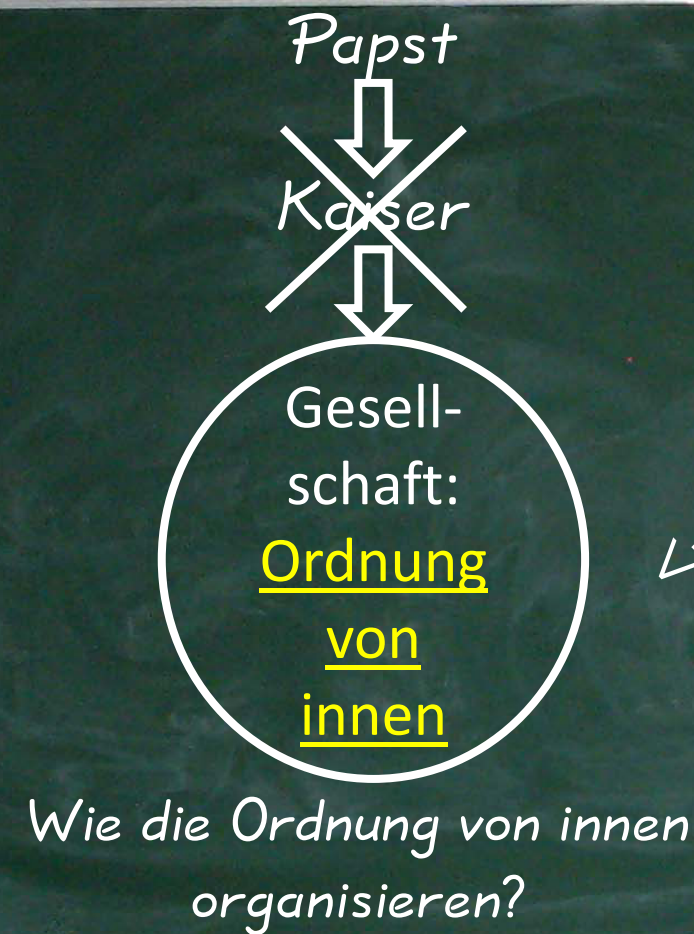 Papst
Kaiser
Gesell-
schaft:
Ordnung
von
innen
Wie die Ordnung von innen
organisieren?